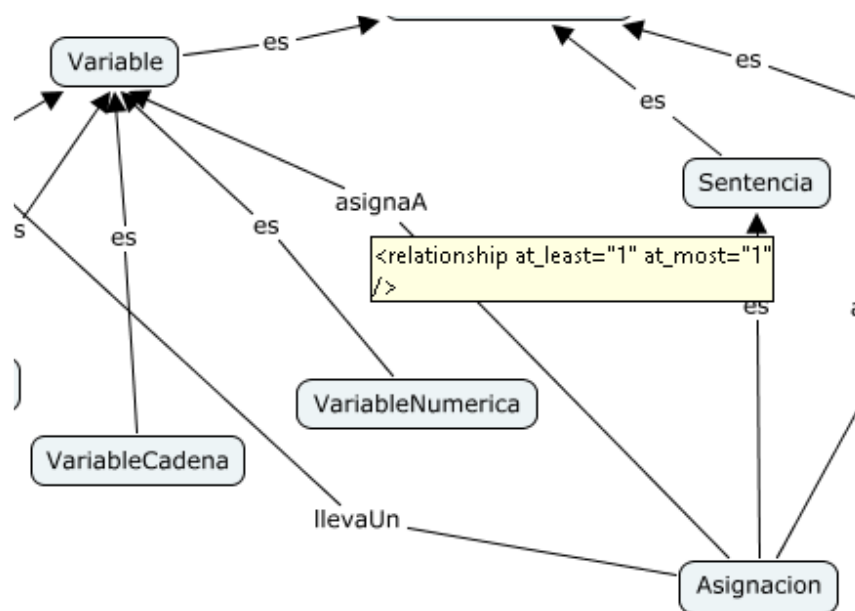 es
Variable
es
es
Sentencia
asignaA
s
es
es
<relationship at_least="1" at_most="1"
/>
es
a
VariableNumerica
VariableCadena
llevaUn
Asignacion